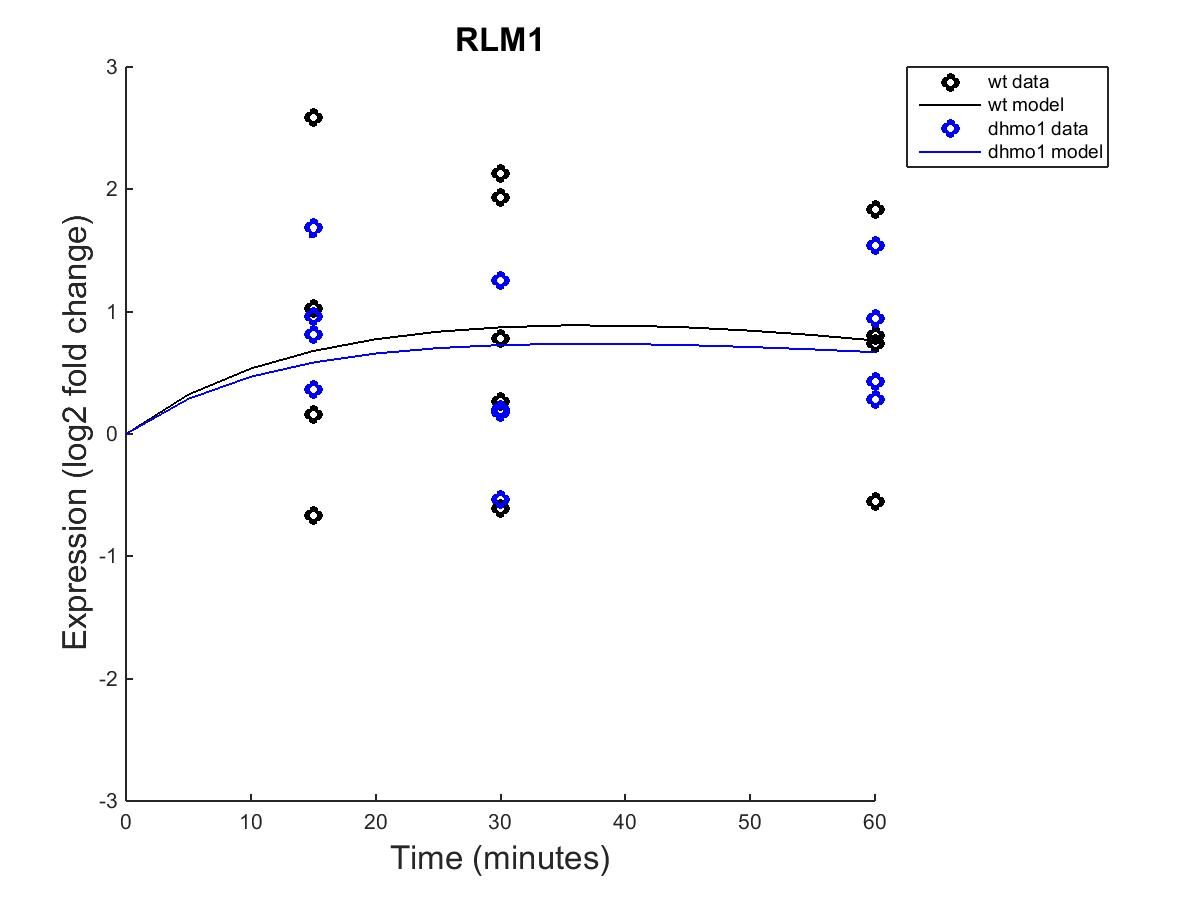 RLM1
3
2
1
0
-1
-2
-3
0 10 20 30 40 50 60
Time (minutes)
Expression (log2 fold change)
wt data
wt model
dhmo1 data
dhmo1 model